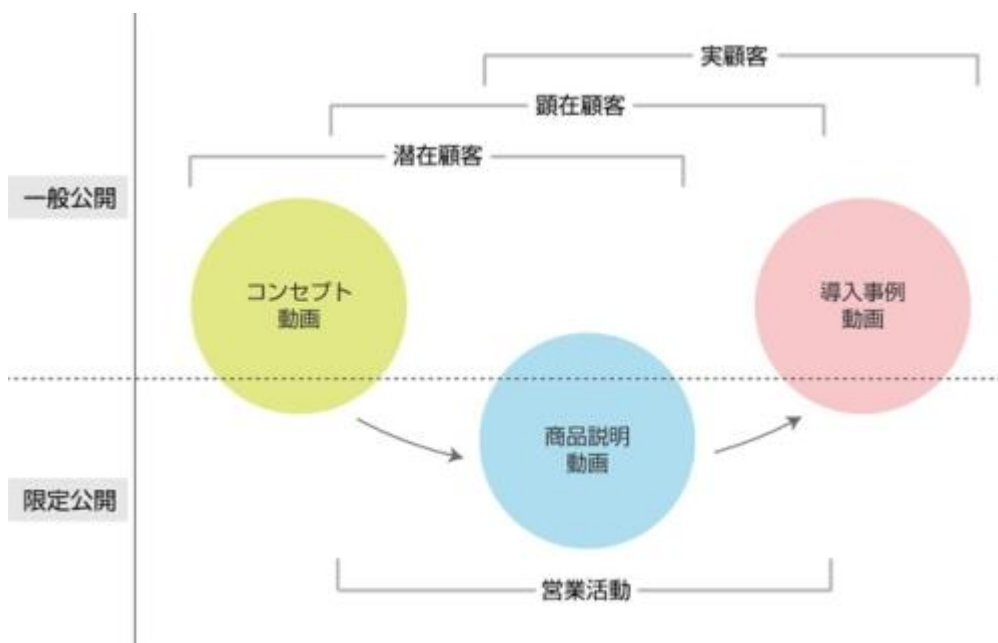 実顧客
顕在顧客
潜在顧客
一般公開
コンセプト
動画
導入事例
動画
商品説明
動画
限定公開
営業活動